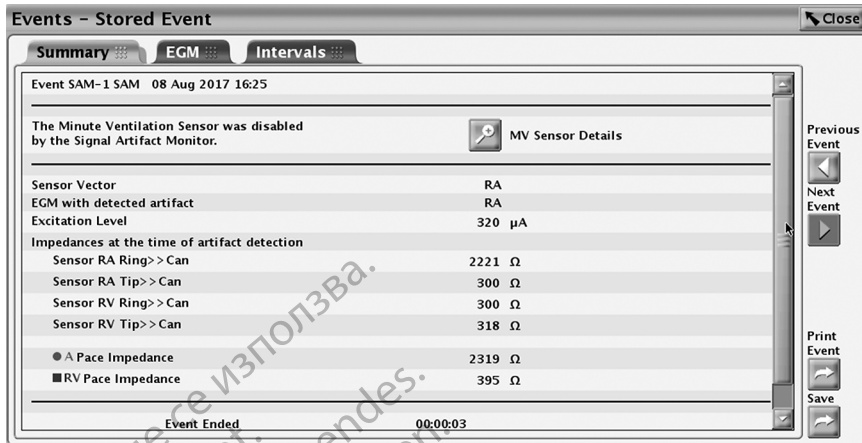 Events - Stored Event
Close
Summary EGM Intervals
Event SAM-1 SAM 08 Aug 2017 16:25
The Minute Ventilation Sensor was disabled
by the Signal Artifact Monitor.
MV Sensor Details
Previous
Event
Next
Event
Sensor Vector RA
EGM with detected artifact RA
Excitation Level 320 µA
Impedances at the time of artifact detection
Sensor RA Ring>>Can 2221 Ω
Sensor RA Tip>>Can 300 Ω
Sensor RV Ring>>Can 300 Ω
Sensor RV Tip>>Can 318 Ω
A Pace Impedance 2319 Ω
RV Pace Impedance 395 Ω
Event Ended 00:00:03
Print
Event
Save
се използва.